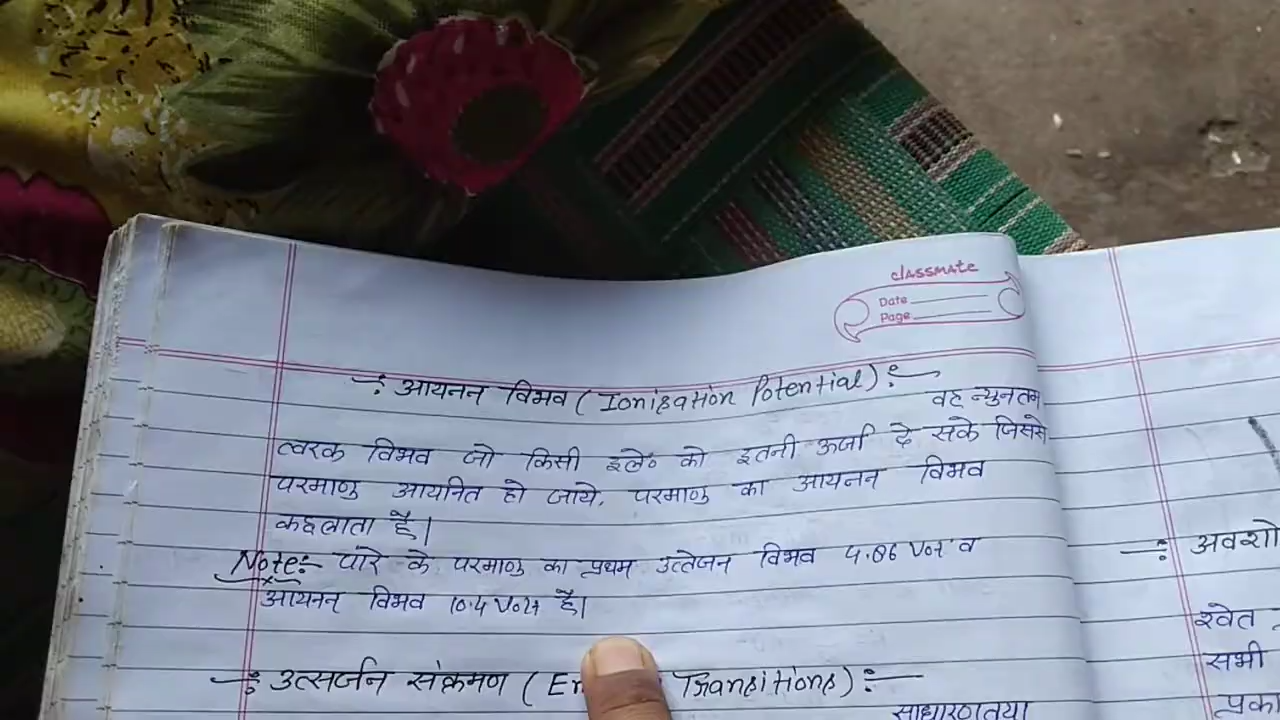 classmate
Date
Page
-: आयनन विभव (Ionisation Potential) :-
वह न्युनतम
त्वरक विभव जो किसी इले० को इतनी ऊर्जा दे सके जिससे
परमाणु आयनित हो जाये, परमाणु का आयनन विभव
कहलाता है।
Note:- पारे के परमाणु का प्रथम उत्तेजन विभव 4.86 Volt व
आयनन विभव 10.4 Volt है।
-: उत्सर्जन संक्रमण ( Transitions) :-
साधारणतया
-: अवशो
श्वेत
सभी
प्रका